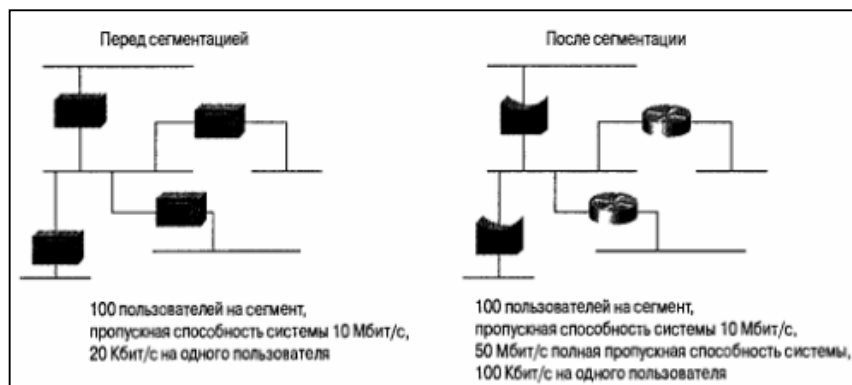 Перед сегментацией
После сегментации
100 пользователей на сегмент,
пропускная способность системы 10 Мбит/с,
20 Кбит/с на одного пользователя
100 пользователей на сегмент,
пропускная способность системы 10 Мбит/с,
50 Мбит/с полная пропускная способность системы,
100 Кбит/с на одного пользователя